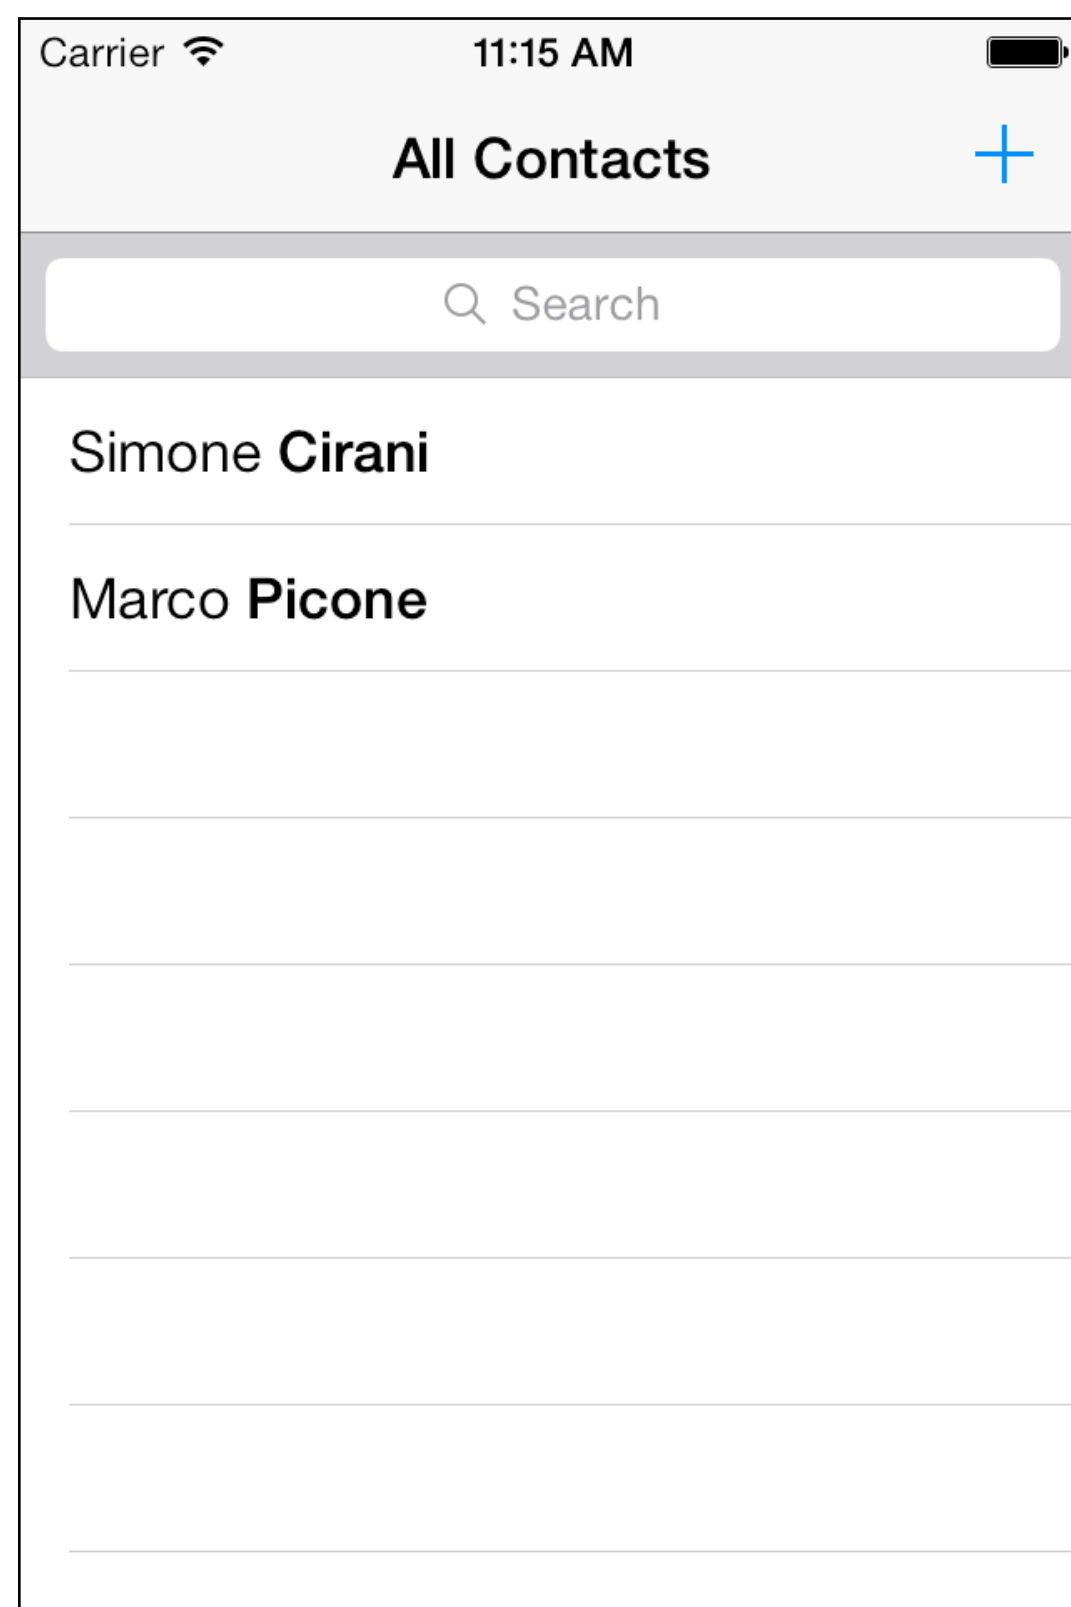 Carrier 11:15 AM
All Contacts
Search
Simone Cirani
Marco Picone